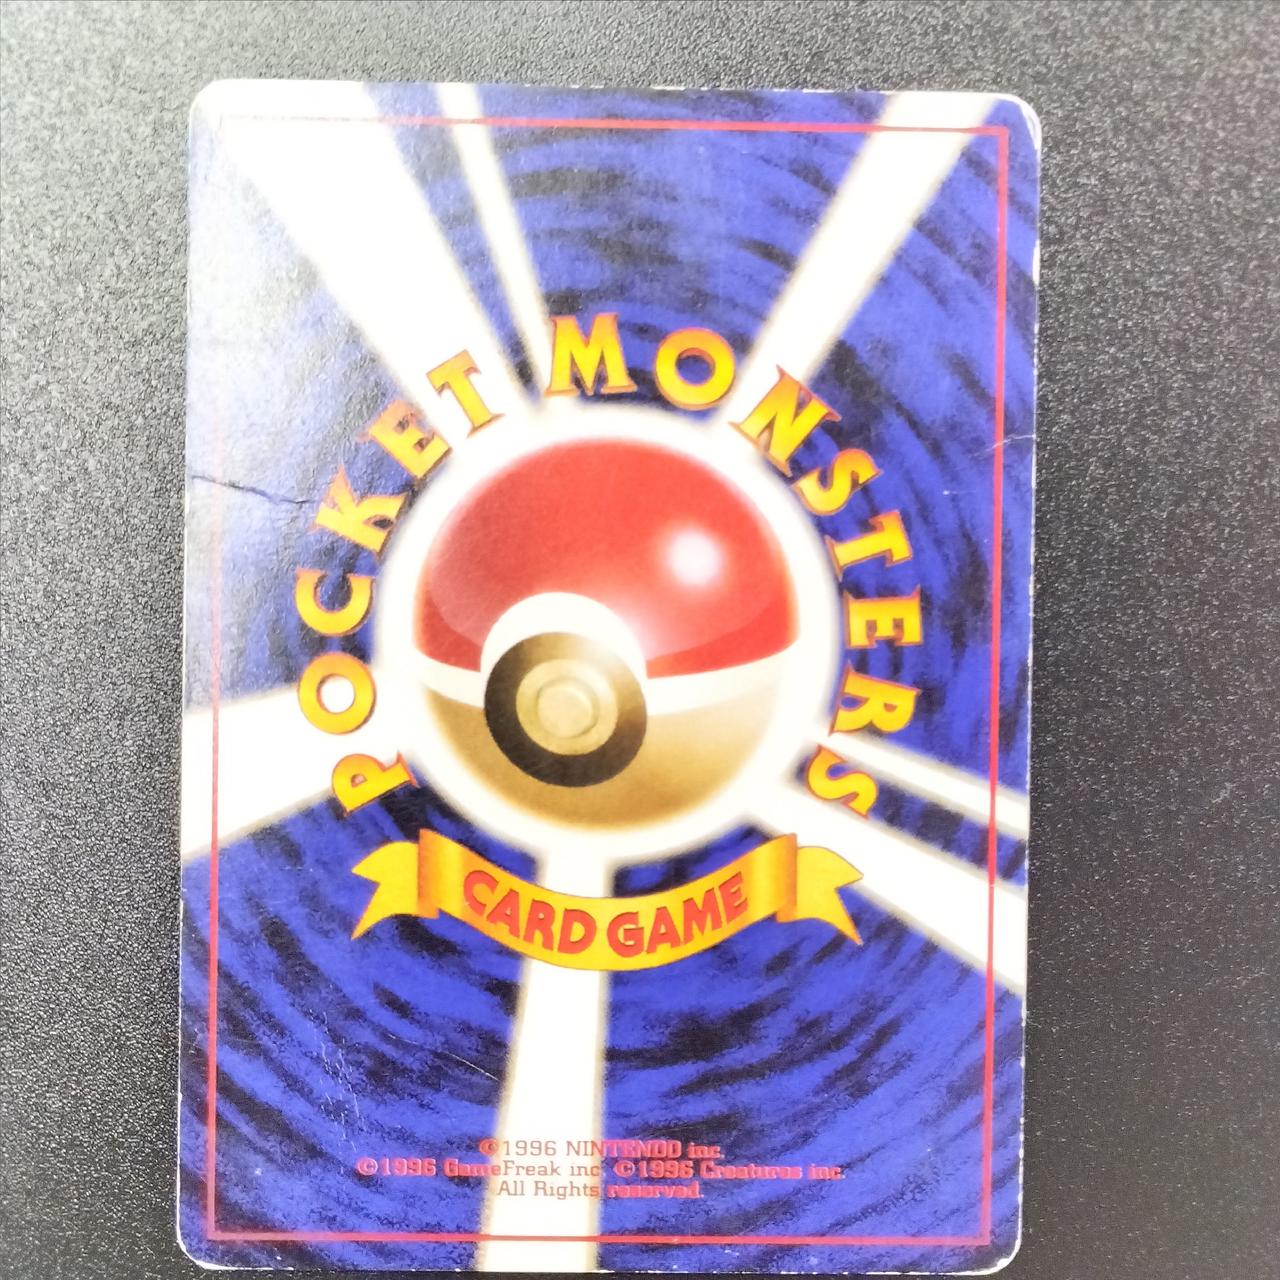 POCKET MONSTERS
CARD GAME
©1996 NINTENDO inc.
©1996 GameFreak inc. ©1996 Creatures inc.
All Rights reserved.